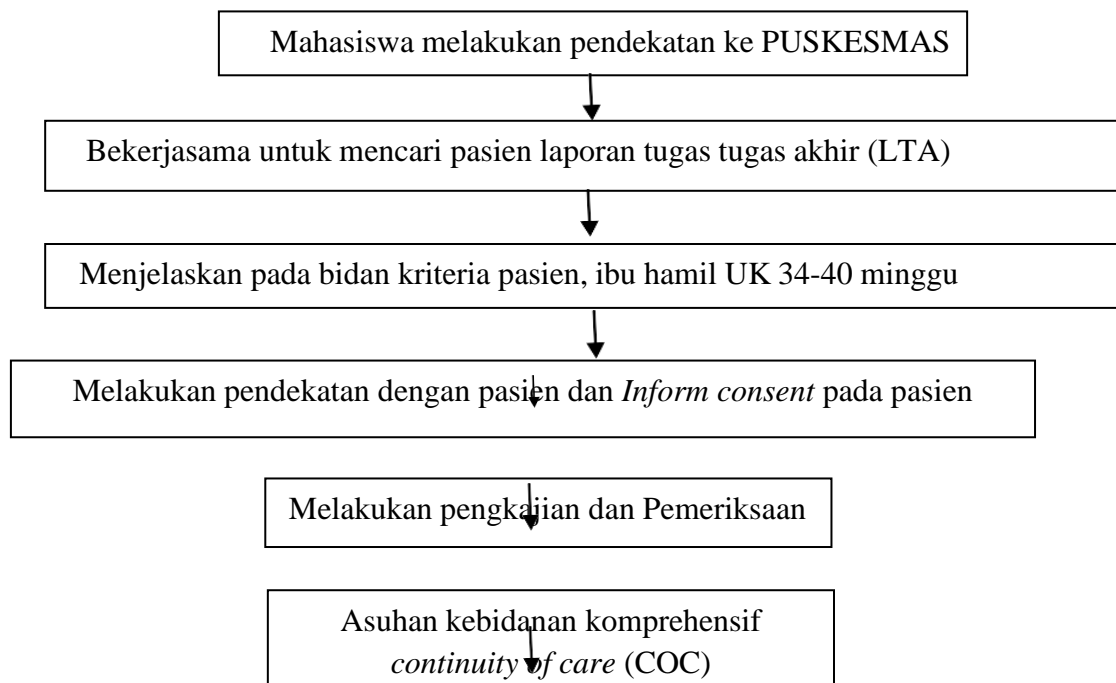 Mahasiswa melakukan pendekatan ke PUSKESMAS
Bekerjasama untuk mencari pasien laporan tugas tugas akhir (LTA)
Menjelaskan pada bidan kriteria pasien, ibu hamil UK 34-40 minggu
Melakukan pendekatan dengan pasien dan Inform consent pada pasien
Melakukan pengkajian dan Pemeriksaan
Asuhan kebidanan komprehensif
continuity of care (COC)